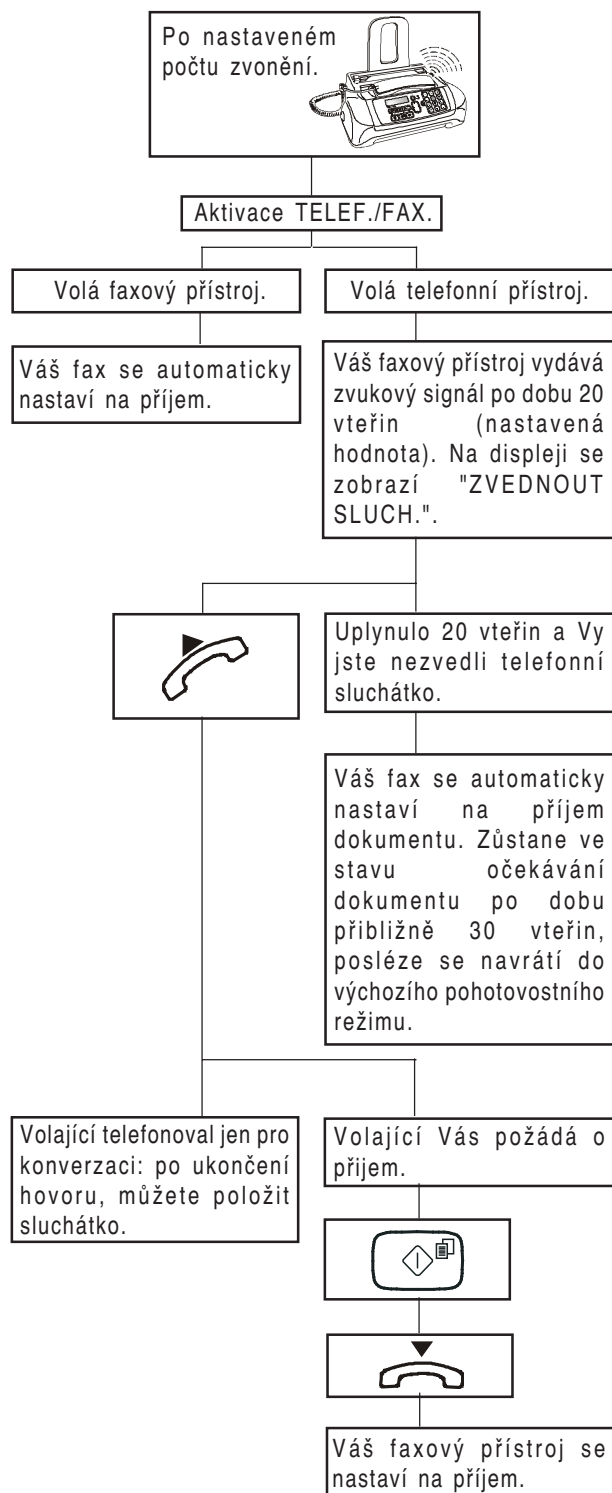 Po nastaveném
počtu zvonění.
Aktivace TELEF./FAX.
Volá faxový přístroj.
Volá telefonní přístroj.
Váš fax se automaticky
nastaví na příjem.
Váš faxový přístroj vydává
zvukový signál po dobu 20
vteřin (nastavená
hodnota). Na displeji se
zobrazí "ZVEDNOUT
SLUCH.".
Uplynulo 20 vteřin a Vy
jste nezvedli telefonní
sluchátko.
Váš fax se automaticky
nastaví na příjem
dokumentu. Zůstane ve
stavu očekávání
dokumentu po dobu
přibližně 30 vteřin,
posléze se navrátí do
výchozího pohotovostního
režimu.
Volající telefonoval jen pro
konverzaci: po ukončení
hovoru, můžete položit
sluchátko.
Volající Vás požádá o
přijem.
Váš faxový přístroj se
nastaví na příjem.